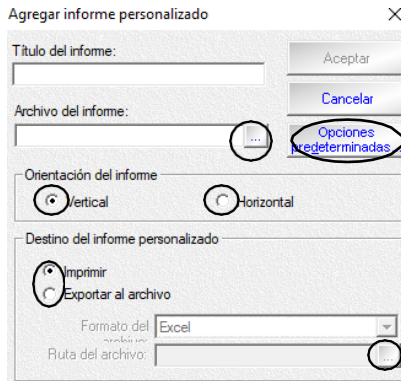 Agregar informe personalizado
Título del informe:
Aceptar
Cancelar
Archivo del informe:
...
Opciones
predeterminadas
Orientación del informe
Vertical
Horizontal
Destino del informe personalizado
Imprimir
Exportar al archivo
Formato del
archivo:
Excel
Ruta del archivo:
...